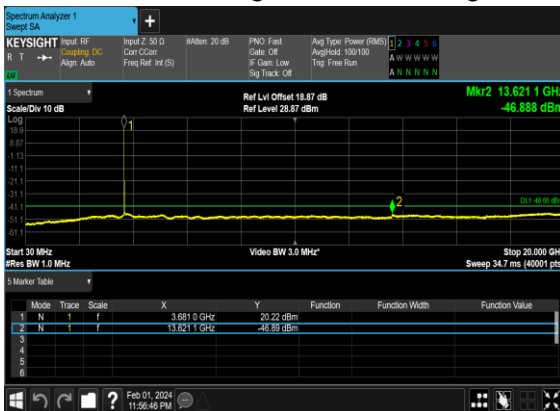 Spectrum Analyzer 1
Swept SA
+
KEYSIGHT Input: RF Input Z: 50 Ω #Atten: 20 dB PNO: Fast Avg Type: Power (RMS) 1 2 3 4 5 6
R T Coupling: DC Corr CCorr Gate: Off Avg|Hold: 100/100 A W W W W W
Align: Auto Freq Ref: Int (S) IF Gain: Low Trig: Free Run
Sig Track: Off A N N N N N
LV
1 Spectrum Ref Lvl Offset 18.87 dB Mkr2 13.621 1 GHz
Scale/Div 10 dB Ref Level 28.87 dBm -46.888 dBm
Log
1
18.9
8.87
-1.13
-11.1
-21.1
-31.1
2 DL1 -40.00 dBm
-41.1
-51.1
-61.1
Start 30 MHz Video BW 3.0 MHz* Stop 20.000 GHz
#Res BW 1.0 MHz Sweep 34.7 ms (40001 pts)
5 Marker Table
Mode Trace Scale X Y Function Function Width Function Value
1 N 1 f 3.681 0 GHz 20.22 dBm
2 N 1 f 13.621 1 GHz -46.89 dBm
3
4
5
6
? Feb 01, 2024
11:56:46 PM